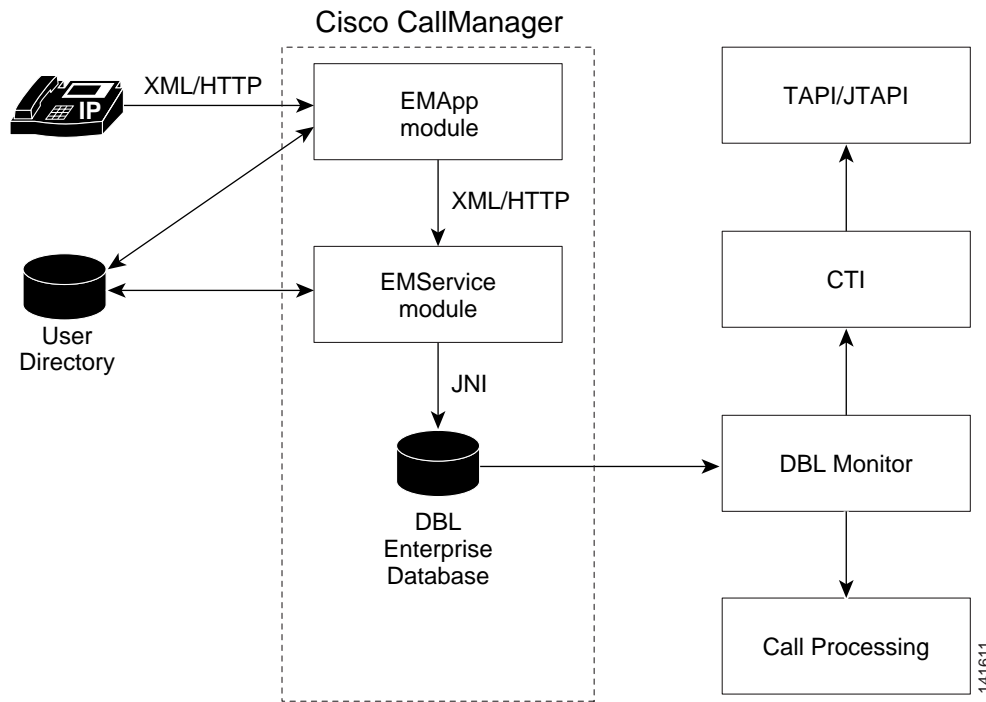 Cisco CallManager
XML/HTTP
IP
EMApp
module
TAPI/JTAPI
XML/HTTP
EMService
module
CTI
User
Directory
JNI
DBL Monitor
DBL
Enterprise
Database
Call Processing
141611